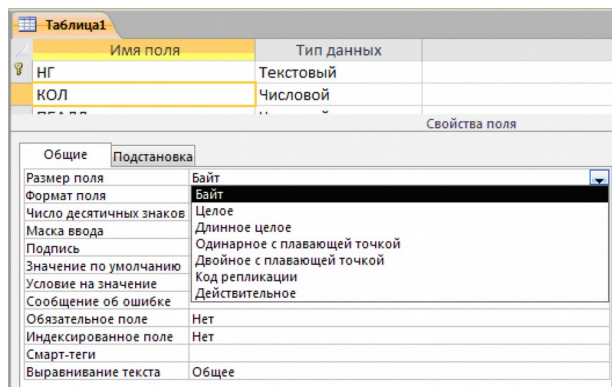 Таблица1
Имя поля Тип данных
НГ Текстовый
КОЛ Числовой
Свойства поля
Общие Подстановка
Размер поля Байт
Формат поля Байт
Число десятичных знаков Целое
Маска ввода Длинное целое
Подпись Одинарное с плавающей точкой
Значение по умолчанию Двойное с плавающей точкой
Условие на значение Код репликации
Сообщение об ошибке Действительное
Обязательное поле Нет
Индексированное поле Нет
Смарт-теги
Выравнивание текста Общее